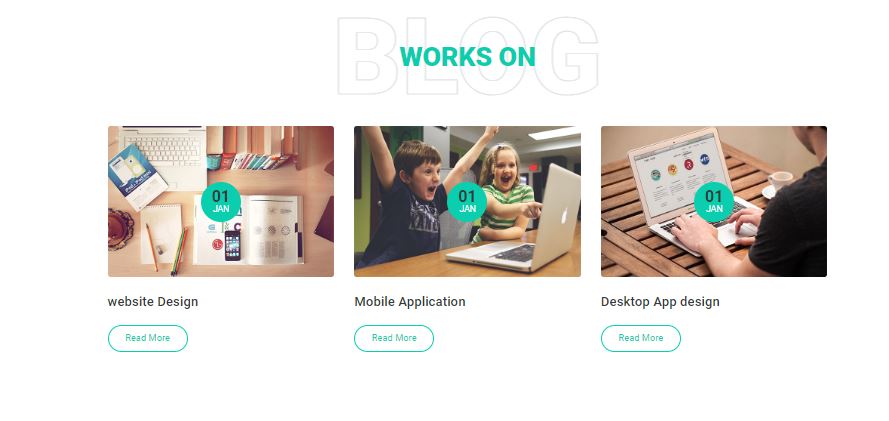 BLOG
WORKS ON
01
JAN
01
JAN
01
JAN
website Design
Mobile Application
Desktop App design
Read More
Read More
Read More